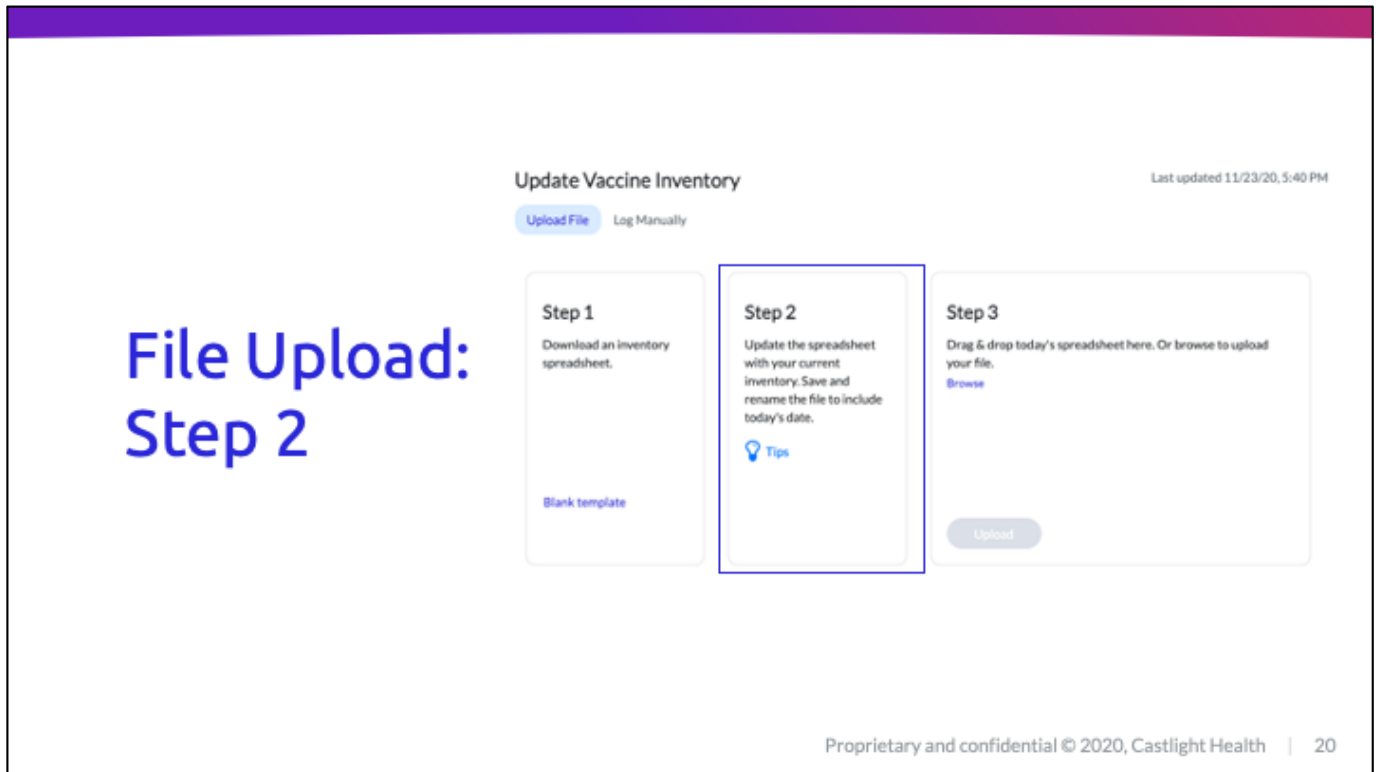 Update Vaccine Inventory
Last updated 11/23/20, 5:40 PM
Upload File
Log Manually
File Upload:
Step 2
Step 1
Download an inventory
spreadsheet.
Blank template
Step 2
Update the spreadsheet
with your current
inventory. Save and
rename the file to include
today's date.
Tips
Step 3
Drag & drop today's spreadsheet here. Or browse to upload
your file.
Browse
Upload
Proprietary and confidential © 2020, Castlight Health | 20